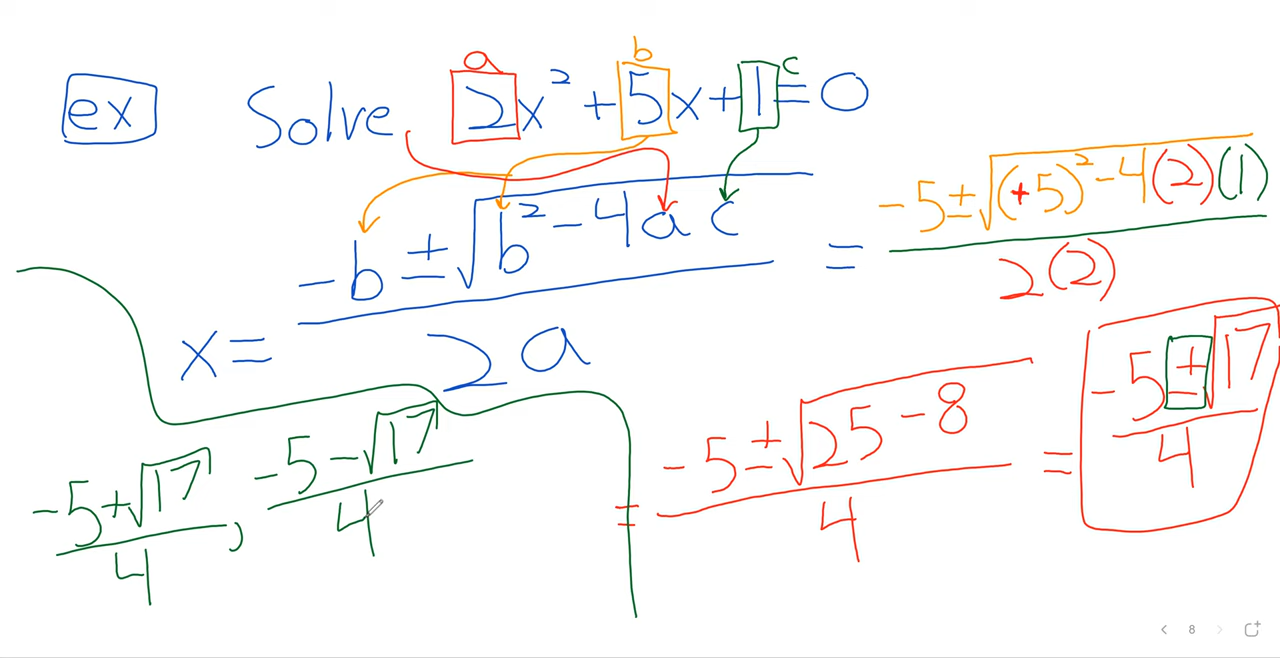 ex Solve 2x² + 5x + 1 = 0
a b c
x = (-b ± √(b² - 4ac)) / (2a) = (-5 ± √((+5)² - 4(2)(1))) / (2(2))
= (-5 ± √(25 - 8)) / 4 = (-5 ± √17) / 4
(-5 + √17) / 4 , (-5 - √17) / 4
8